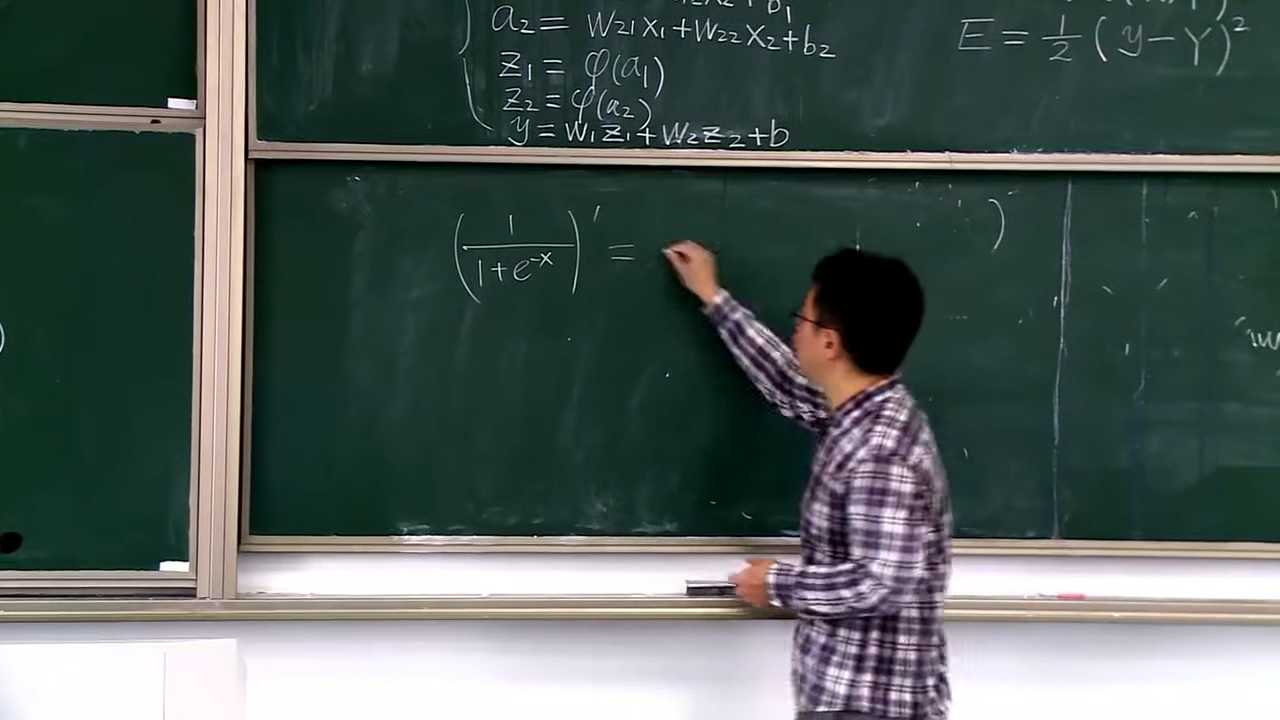 a₂ = w₂₁x₁+w₂₂x₂+b₂
E = 1/2 (y−Y)²
z₁ = φ(a₁)
z₂ = φ(a₂)
y = w₁z₁+w₂z₂+b
(1/(1+e⁻ˣ))′ =